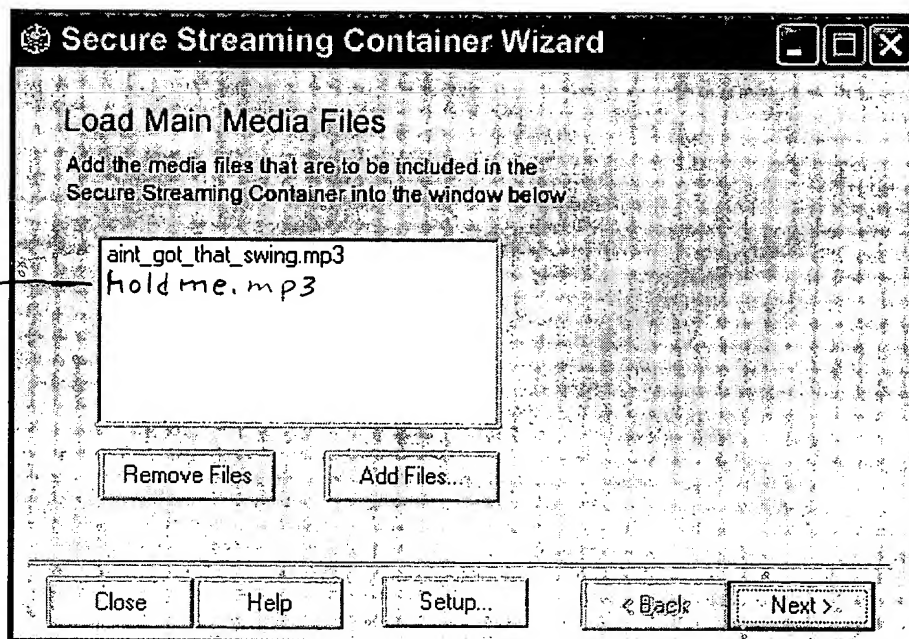 Secure Streaming Container Wizard
Load Main Media Files
Add the media files that are to be included in the
Secure Streaming Container into the window below
aint_got_that_swing.mp3
hold me.mp3
Remove Files
Add Files...
Close
Help
Setup...
< Back
Next >